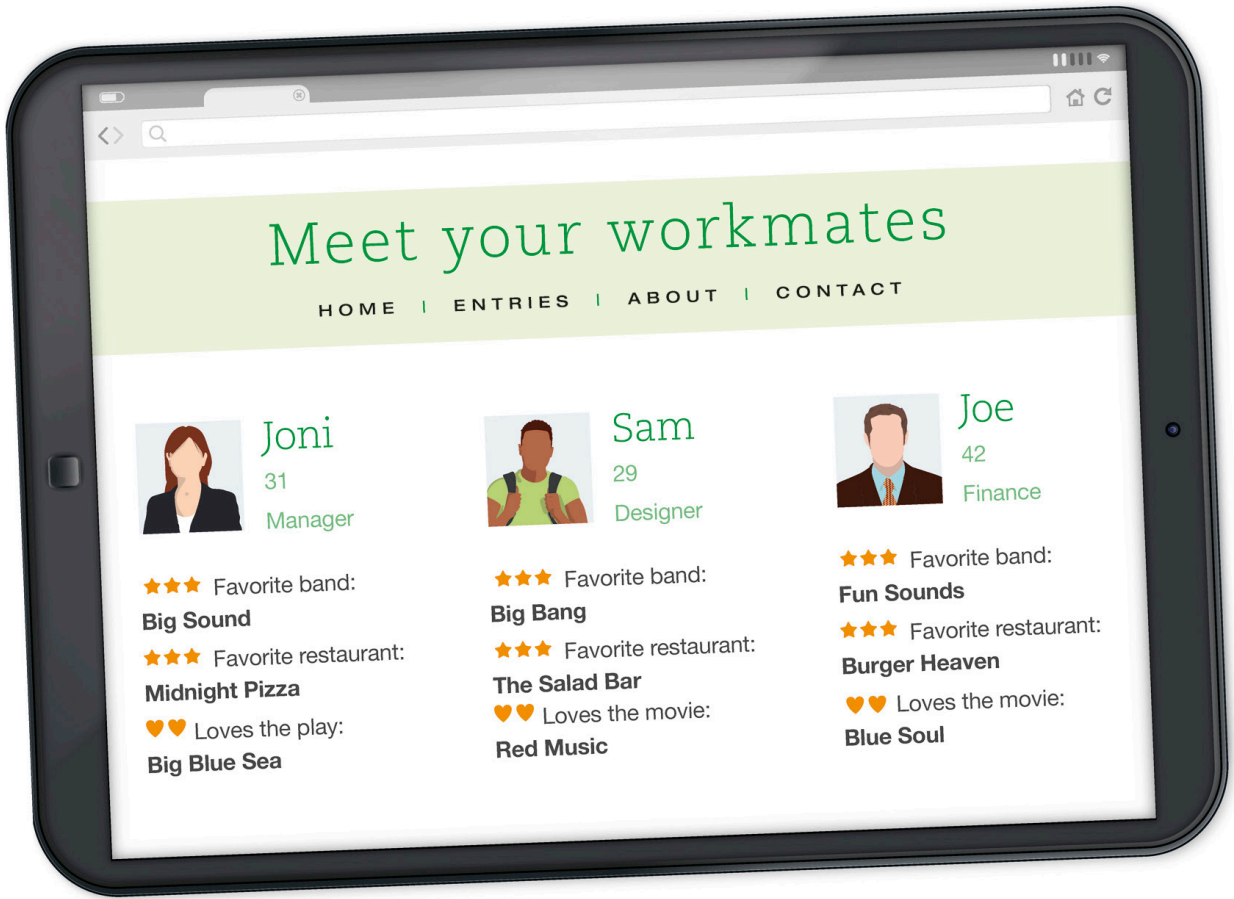 Meet your workmates
HOME | ENTRIES | ABOUT | CONTACT
Joni
31
Manager
Favorite band:
Big Sound
Favorite restaurant:
Midnight Pizza
Loves the play:
Big Blue Sea
Sam
29
Designer
Favorite band:
Big Bang
Favorite restaurant:
The Salad Bar
Loves the movie:
Red Music
Joe
42
Finance
Favorite band:
Fun Sounds
Favorite restaurant:
Burger Heaven
Loves the movie:
Blue Soul